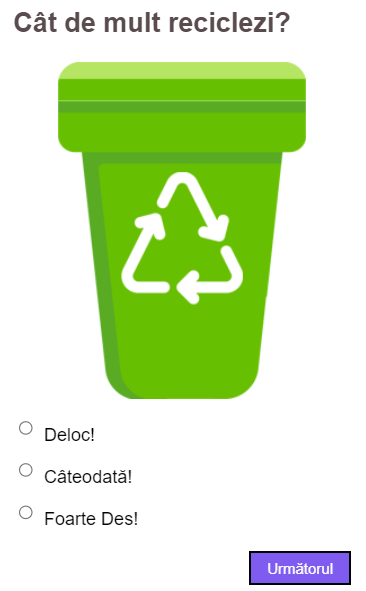 Cât de mult reciclezi?
Deloc!
Câteodată!
Foarte Des!
Următorul